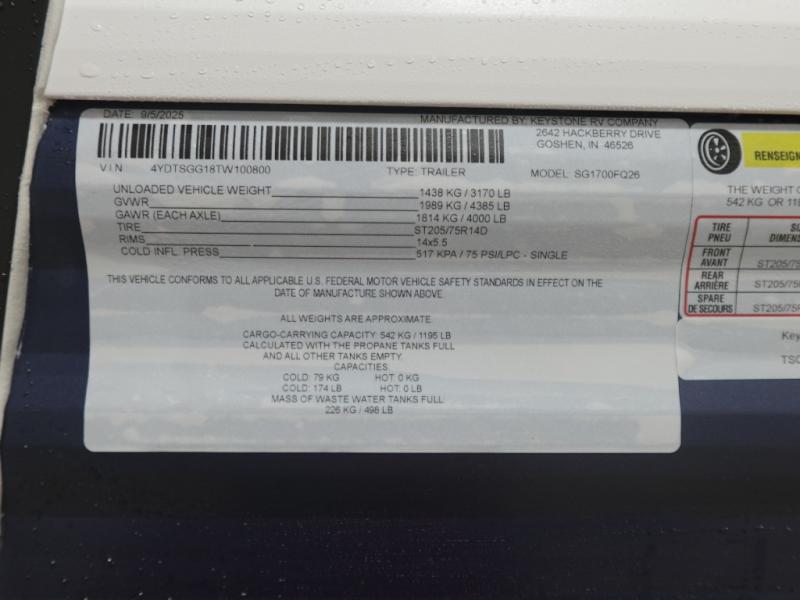 DATE: 9/5/2025
MANUFACTURED BY: KEYSTONE RV COMPANY
2642 HACKBERRY DRIVE
GOSHEN, IN 46526
VIN 4YDTSGG18TW100800 TYPE: TRAILER MODEL: SG1700FQ26
UNLOADED VEHICLE WEIGHT 1438 KG / 3170 LB
GVWR 1989 KG / 4385 LB
GAWR (EACH AXLE) 1814 KG / 4000 LB
TIRE ST205/75R14D
RIMS 14x5.5
COLD INFL. PRESS 517 KPA / 75 PSI/LPC - SINGLE
THIS VEHICLE CONFORMS TO ALL APPLICABLE U.S. FEDERAL MOTOR VEHICLE SAFETY STANDARDS IN EFFECT ON THE
DATE OF MANUFACTURE SHOWN ABOVE.
ALL WEIGHTS ARE APPROXIMATE
CARGO-CARRYING CAPACITY: 542 KG / 1195 LB
CALCULATED WITH THE PROPANE TANKS FULL
AND ALL OTHER TANKS EMPTY.
CAPACITIES:
COLD: 79 KG HOT: 0 KG
COLD: 174 LB HOT: 0 LB
MASS OF WASTE WATER TANKS FULL:
226 KG / 498 LB
RENSEIGN
THE WEIGHT O
542 KG OR 11
TIRE
PNEU
DIMEN
FRONT
AVANT ST205/75
REAR
ARRIÈRE ST205/75
SPARE
DE SECOURS ST205/75
Key
TSC